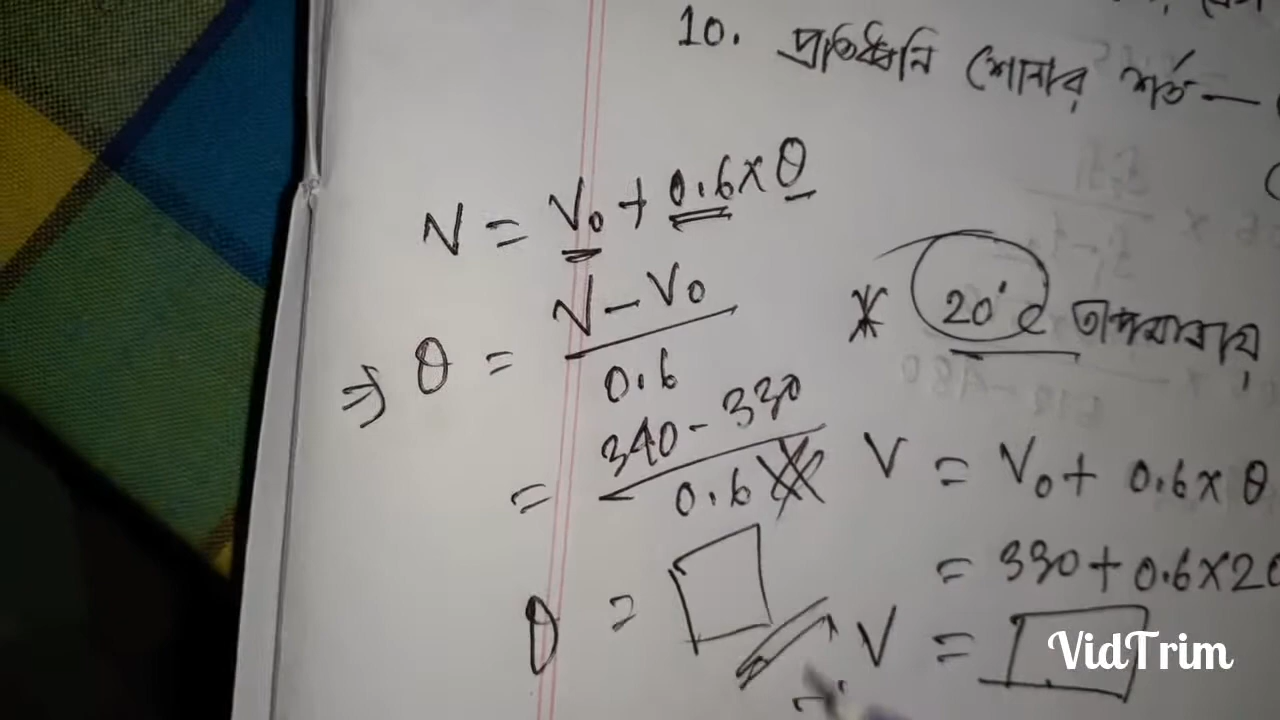 10. প্রতিধ্বনি শোনার শর্ত —
V = V₀ + 0.6 x θ
⇒ θ = V - V₀ / 0.6
= 340 - 330 / 0.6
θ = □
* 20°c তাপমাত্রায়
V = V₀ + 0.6 x θ
= 330 + 0.6 x 20
V = □
VidTrim